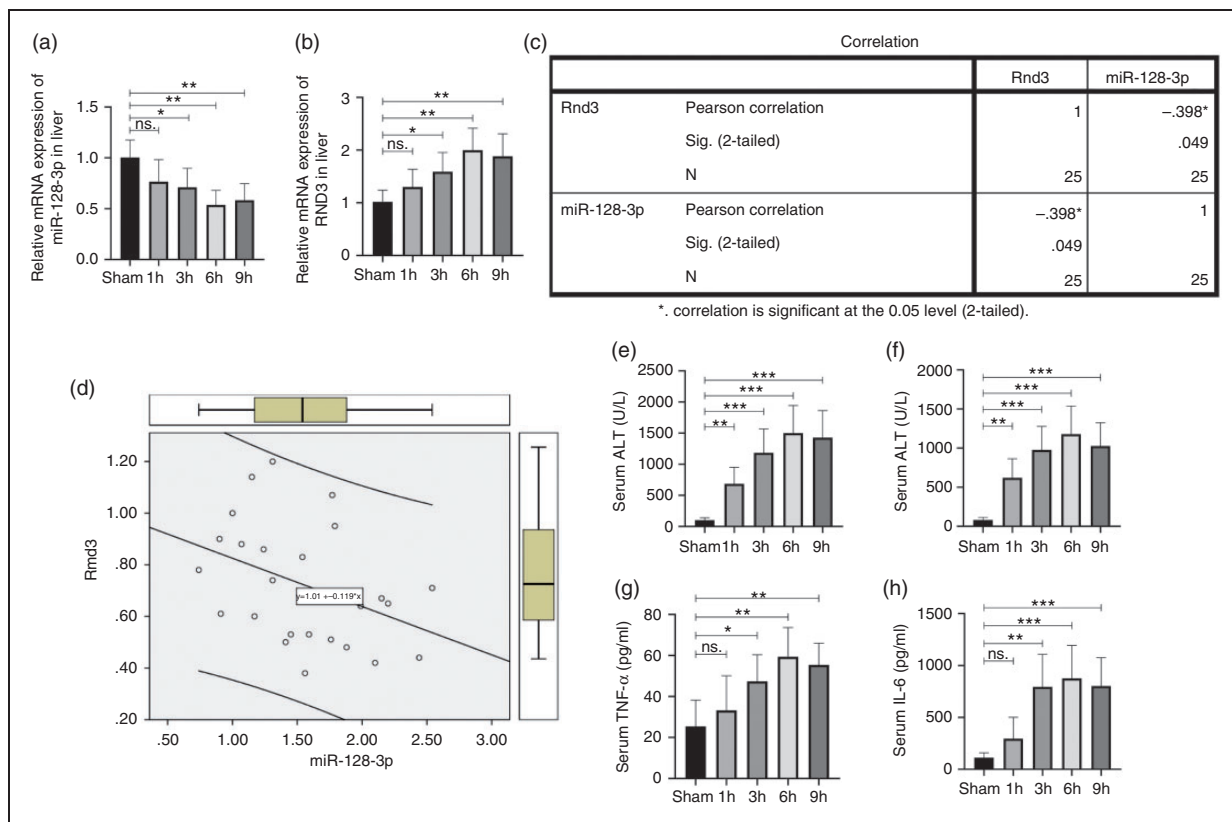 (a)
Relative mRNA expression of
miR-128-3p in liver
**
**
*
ns.
1.5
1.0
0.5
0.0
Sham 1h 3h 6h 9h
(b)
Relative mRNA expression of
RND3 in liver
**
**
*
ns.
3
2
1
0
Sham 1h 3h 6h 9h
(c)
Correlation
Rnd3 miR-128-3p
Rnd3 Pearson correlation 1 –.398*
Sig. (2-tailed) .049
N 25 25
miR-128-3p Pearson correlation –.398* 1
Sig. (2-tailed) .049
N 25 25
*. correlation is significant at the 0.05 level (2-tailed).
(d)
Rmd3
1.20
1.00
.80
.60
.40
.20
y=1.01 +-0.119*x
.50 1.00 1.50 2.00 2.50 3.00
miR-128-3p
(e)
Serum ALT (U/L)
***
***
***
**
2500
2000
1500
1000
500
0
Sham 1h 3h 6h 9h
(f)
Serum ALT (U/L)
***
***
***
**
2000
1500
1000
500
0
Sham 1h 3h 6h 9h
(g)
Serum TNF-α (pg/ml)
**
**
*
ns.
80
60
40
20
0
Sham 1h 3h 6h 9h
(h)
Serum IL-6 (pg/ml)
***
***
**
ns.
1500
1000
500
0
Sham 1h 3h 6h 9h